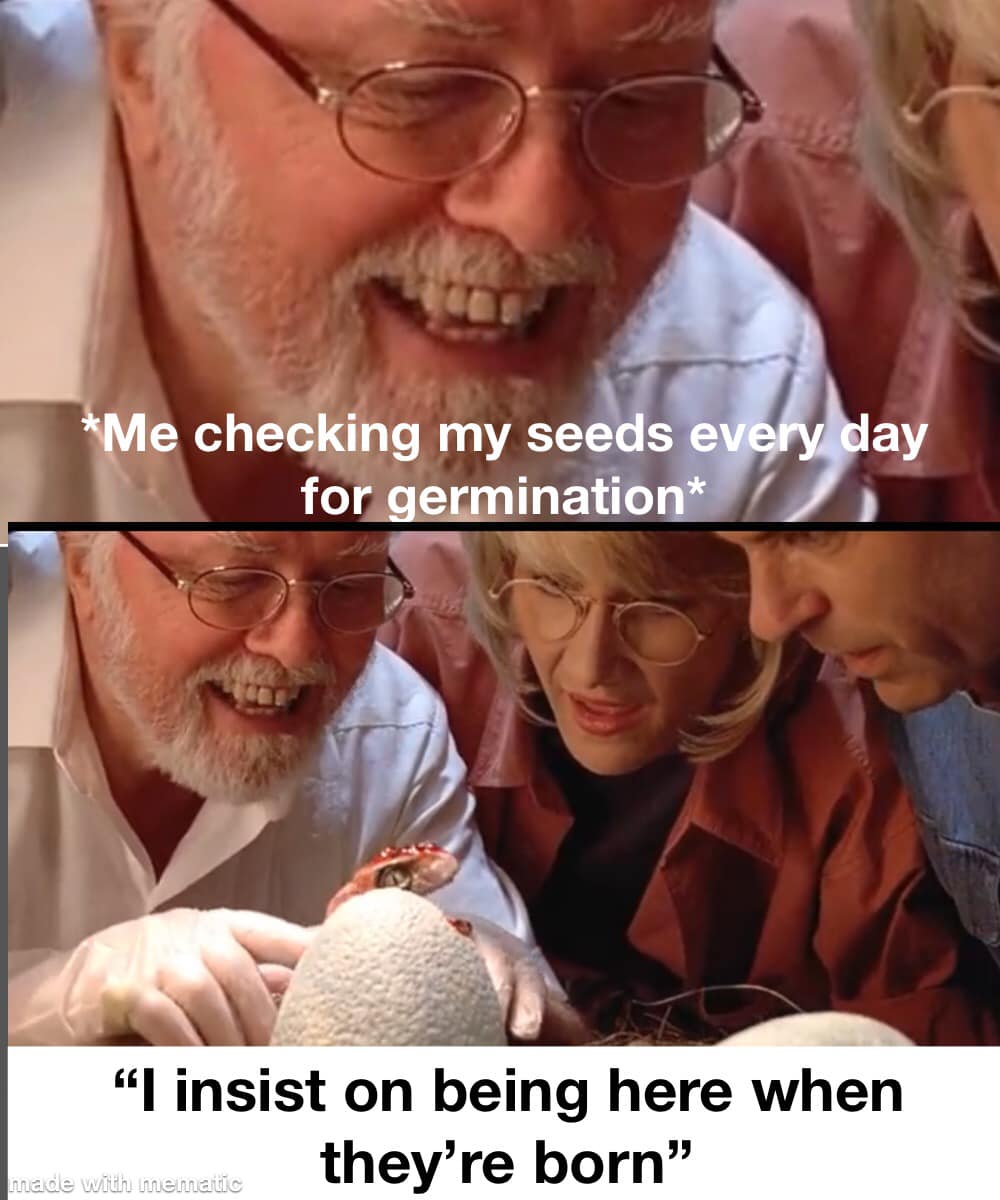 *Me checking my seeds every day
for germination*
“I insist on being here when
they’re born”
made with mematic